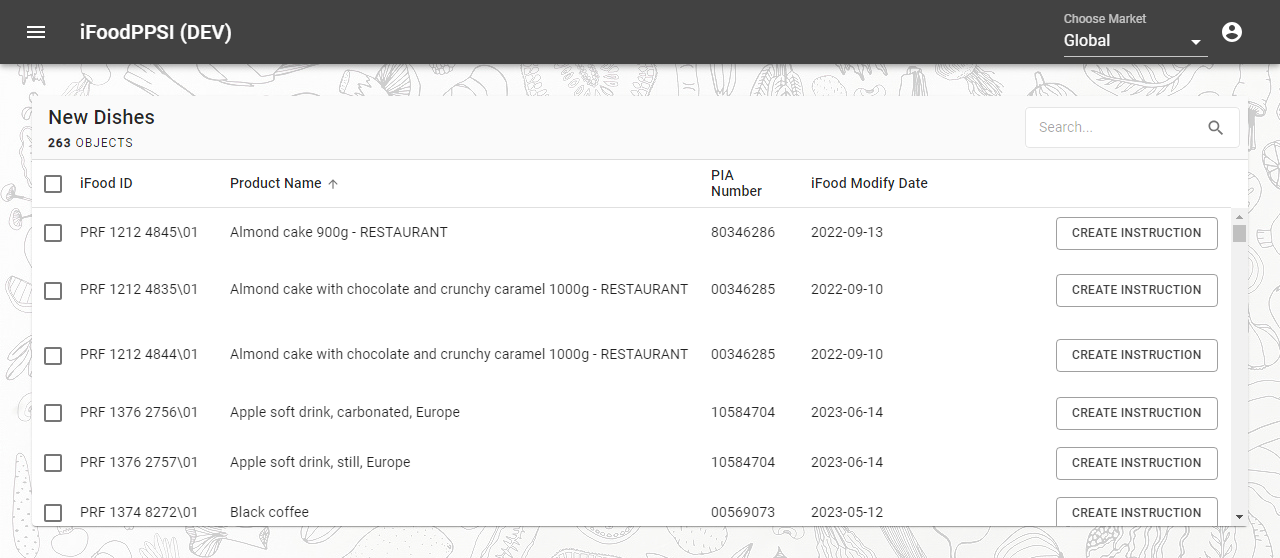 iFoodPPSI (DEV)
Choose Market
Global
New Dishes
263 OBJECTS
Search...
iFood ID Product Name PIA Number iFood Modify Date
PRF 1212 4845\01 Almond cake 900g - RESTAURANT 80346286 2022-09-13 CREATE INSTRUCTION
PRF 1212 4835\01 Almond cake with chocolate and crunchy caramel 1000g - RESTAURANT 00346285 2022-09-10 CREATE INSTRUCTION
PRF 1212 4844\01 Almond cake with chocolate and crunchy caramel 1000g - RESTAURANT 00346285 2022-09-10 CREATE INSTRUCTION
PRF 1376 2756\01 Apple soft drink, carbonated, Europe 10584704 2023-06-14 CREATE INSTRUCTION
PRF 1376 2757\01 Apple soft drink, still, Europe 10584704 2023-06-14 CREATE INSTRUCTION
PRF 1374 8272\01 Black coffee 00569073 2023-05-12 CREATE INSTRUCTION